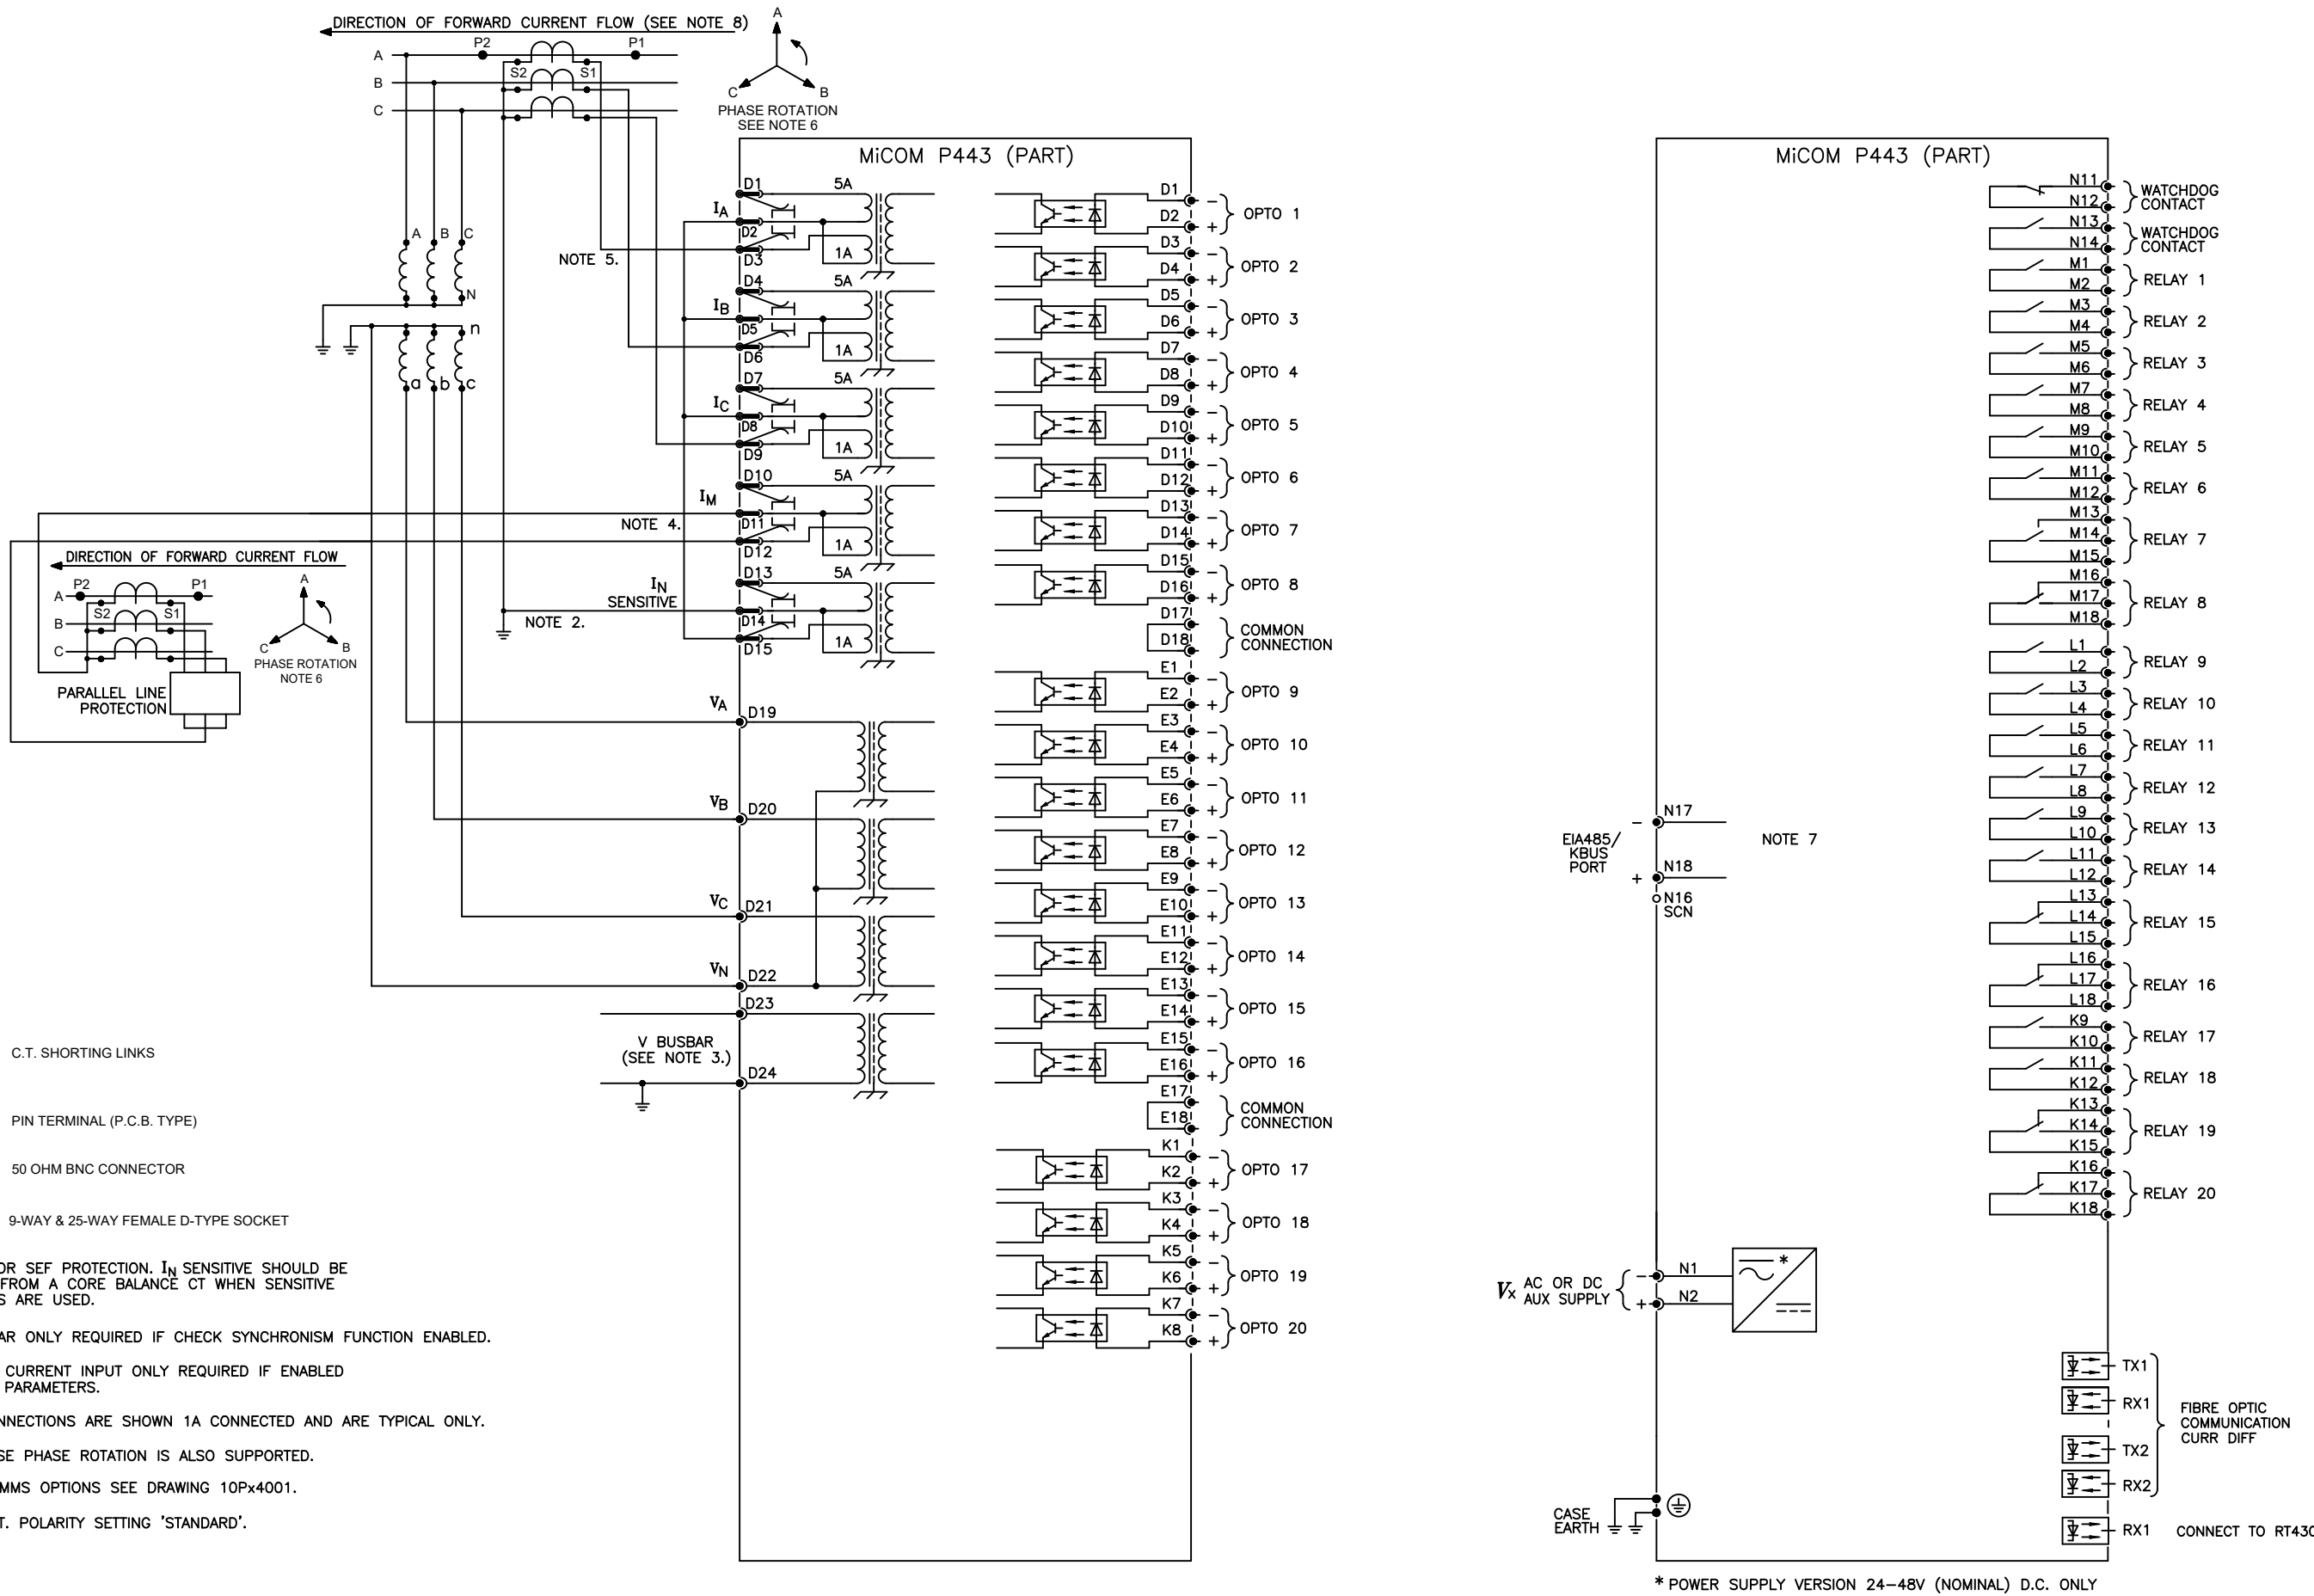 DIRECTION OF FORWARD CURRENT FLOW (SEE NOTE 8)
A
P2
P1
S2
S1
B
C
A
C
B
PHASE ROTATION
SEE NOTE 6
A B C
N
n
a b c
DIRECTION OF FORWARD CURRENT FLOW
P2
P1
A
S2
S1
B
C
A
C
B
PHASE ROTATION
NOTE 6
PARALLEL LINE
PROTECTION
MiCOM P443 (PART)
D1
5A
IA
D2
1A
D3
NOTE 5.
D4
5A
IB
D5
1A
D6
D7
5A
IC
D8
1A
D9
D10
5A
IM
NOTE 4.
D11
1A
D12
D13
5A
IN
SENSITIVE
NOTE 2.
D14
1A
D15
VA
D19
VB
D20
VC
D21
VN
D22
D23
V BUSBAR
(SEE NOTE 3.)
D24
D1 −
D2 +
OPTO 1
D3 −
D4 +
OPTO 2
D5 −
D6 +
OPTO 3
D7 −
D8 +
OPTO 4
D9 −
D10 +
OPTO 5
D11 −
D12 +
OPTO 6
D13 −
D14 +
OPTO 7
D15 −
D16 +
OPTO 8
D17
D18
COMMON
CONNECTION
E1 −
E2 +
OPTO 9
E3 −
E4 +
OPTO 10
E5 −
E6 +
OPTO 11
E7 −
E8 +
OPTO 12
E9 −
E10 +
OPTO 13
E11 −
E12 +
OPTO 14
E13 −
E14 +
OPTO 15
E15 −
E16 +
OPTO 16
E17
E18
COMMON
CONNECTION
K1 −
K2 +
OPTO 17
K3 −
K4 +
OPTO 18
K5 −
K6 +
OPTO 19
K7 −
K8 +
OPTO 20
C.T. SHORTING LINKS
PIN TERMINAL (P.C.B. TYPE)
50 OHM BNC CONNECTOR
9-WAY & 25-WAY FEMALE D-TYPE SOCKET
OR SEF PROTECTION. IN SENSITIVE SHOULD BE
FROM A CORE BALANCE CT WHEN SENSITIVE
S ARE USED.
AR ONLY REQUIRED IF CHECK SYNCHRONISM FUNCTION ENABLED.
CURRENT INPUT ONLY REQUIRED IF ENABLED
PARAMETERS.
NNECTIONS ARE SHOWN 1A CONNECTED AND ARE TYPICAL ONLY.
SE PHASE ROTATION IS ALSO SUPPORTED.
MMS OPTIONS SEE DRAWING 10Px4001.
T. POLARITY SETTING 'STANDARD'.
MiCOM P443 (PART)
N11
N12
WATCHDOG
CONTACT
N13
N14
WATCHDOG
CONTACT
M1
M2
RELAY 1
M3
M4
RELAY 2
M5
M6
RELAY 3
M7
M8
RELAY 4
M9
M10
RELAY 5
M11
M12
RELAY 6
M13
M14
M15
RELAY 7
M16
M17
M18
RELAY 8
L1
L2
RELAY 9
L3
L4
RELAY 10
L5
L6
RELAY 11
L7
L8
RELAY 12
L9
L10
RELAY 13
L11
L12
RELAY 14
L13
L14
L15
RELAY 15
L16
L17
L18
RELAY 16
K9
K10
RELAY 17
K11
K12
RELAY 18
K13
K14
K15
RELAY 19
K16
K17
K18
RELAY 20
− N17
EIA485/
KBUS
PORT
NOTE 7
+ N18
N16
SCN
Vx AC OR DC
AUX SUPPLY
− N1
+ N2
*
CASE
EARTH
TX1
RX1
TX2
RX2
FIBRE OPTIC
COMMUNICATION
CURR DIFF
RX1 CONNECT TO RT430
* POWER SUPPLY VERSION 24−48V (NOMINAL) D.C. ONLY